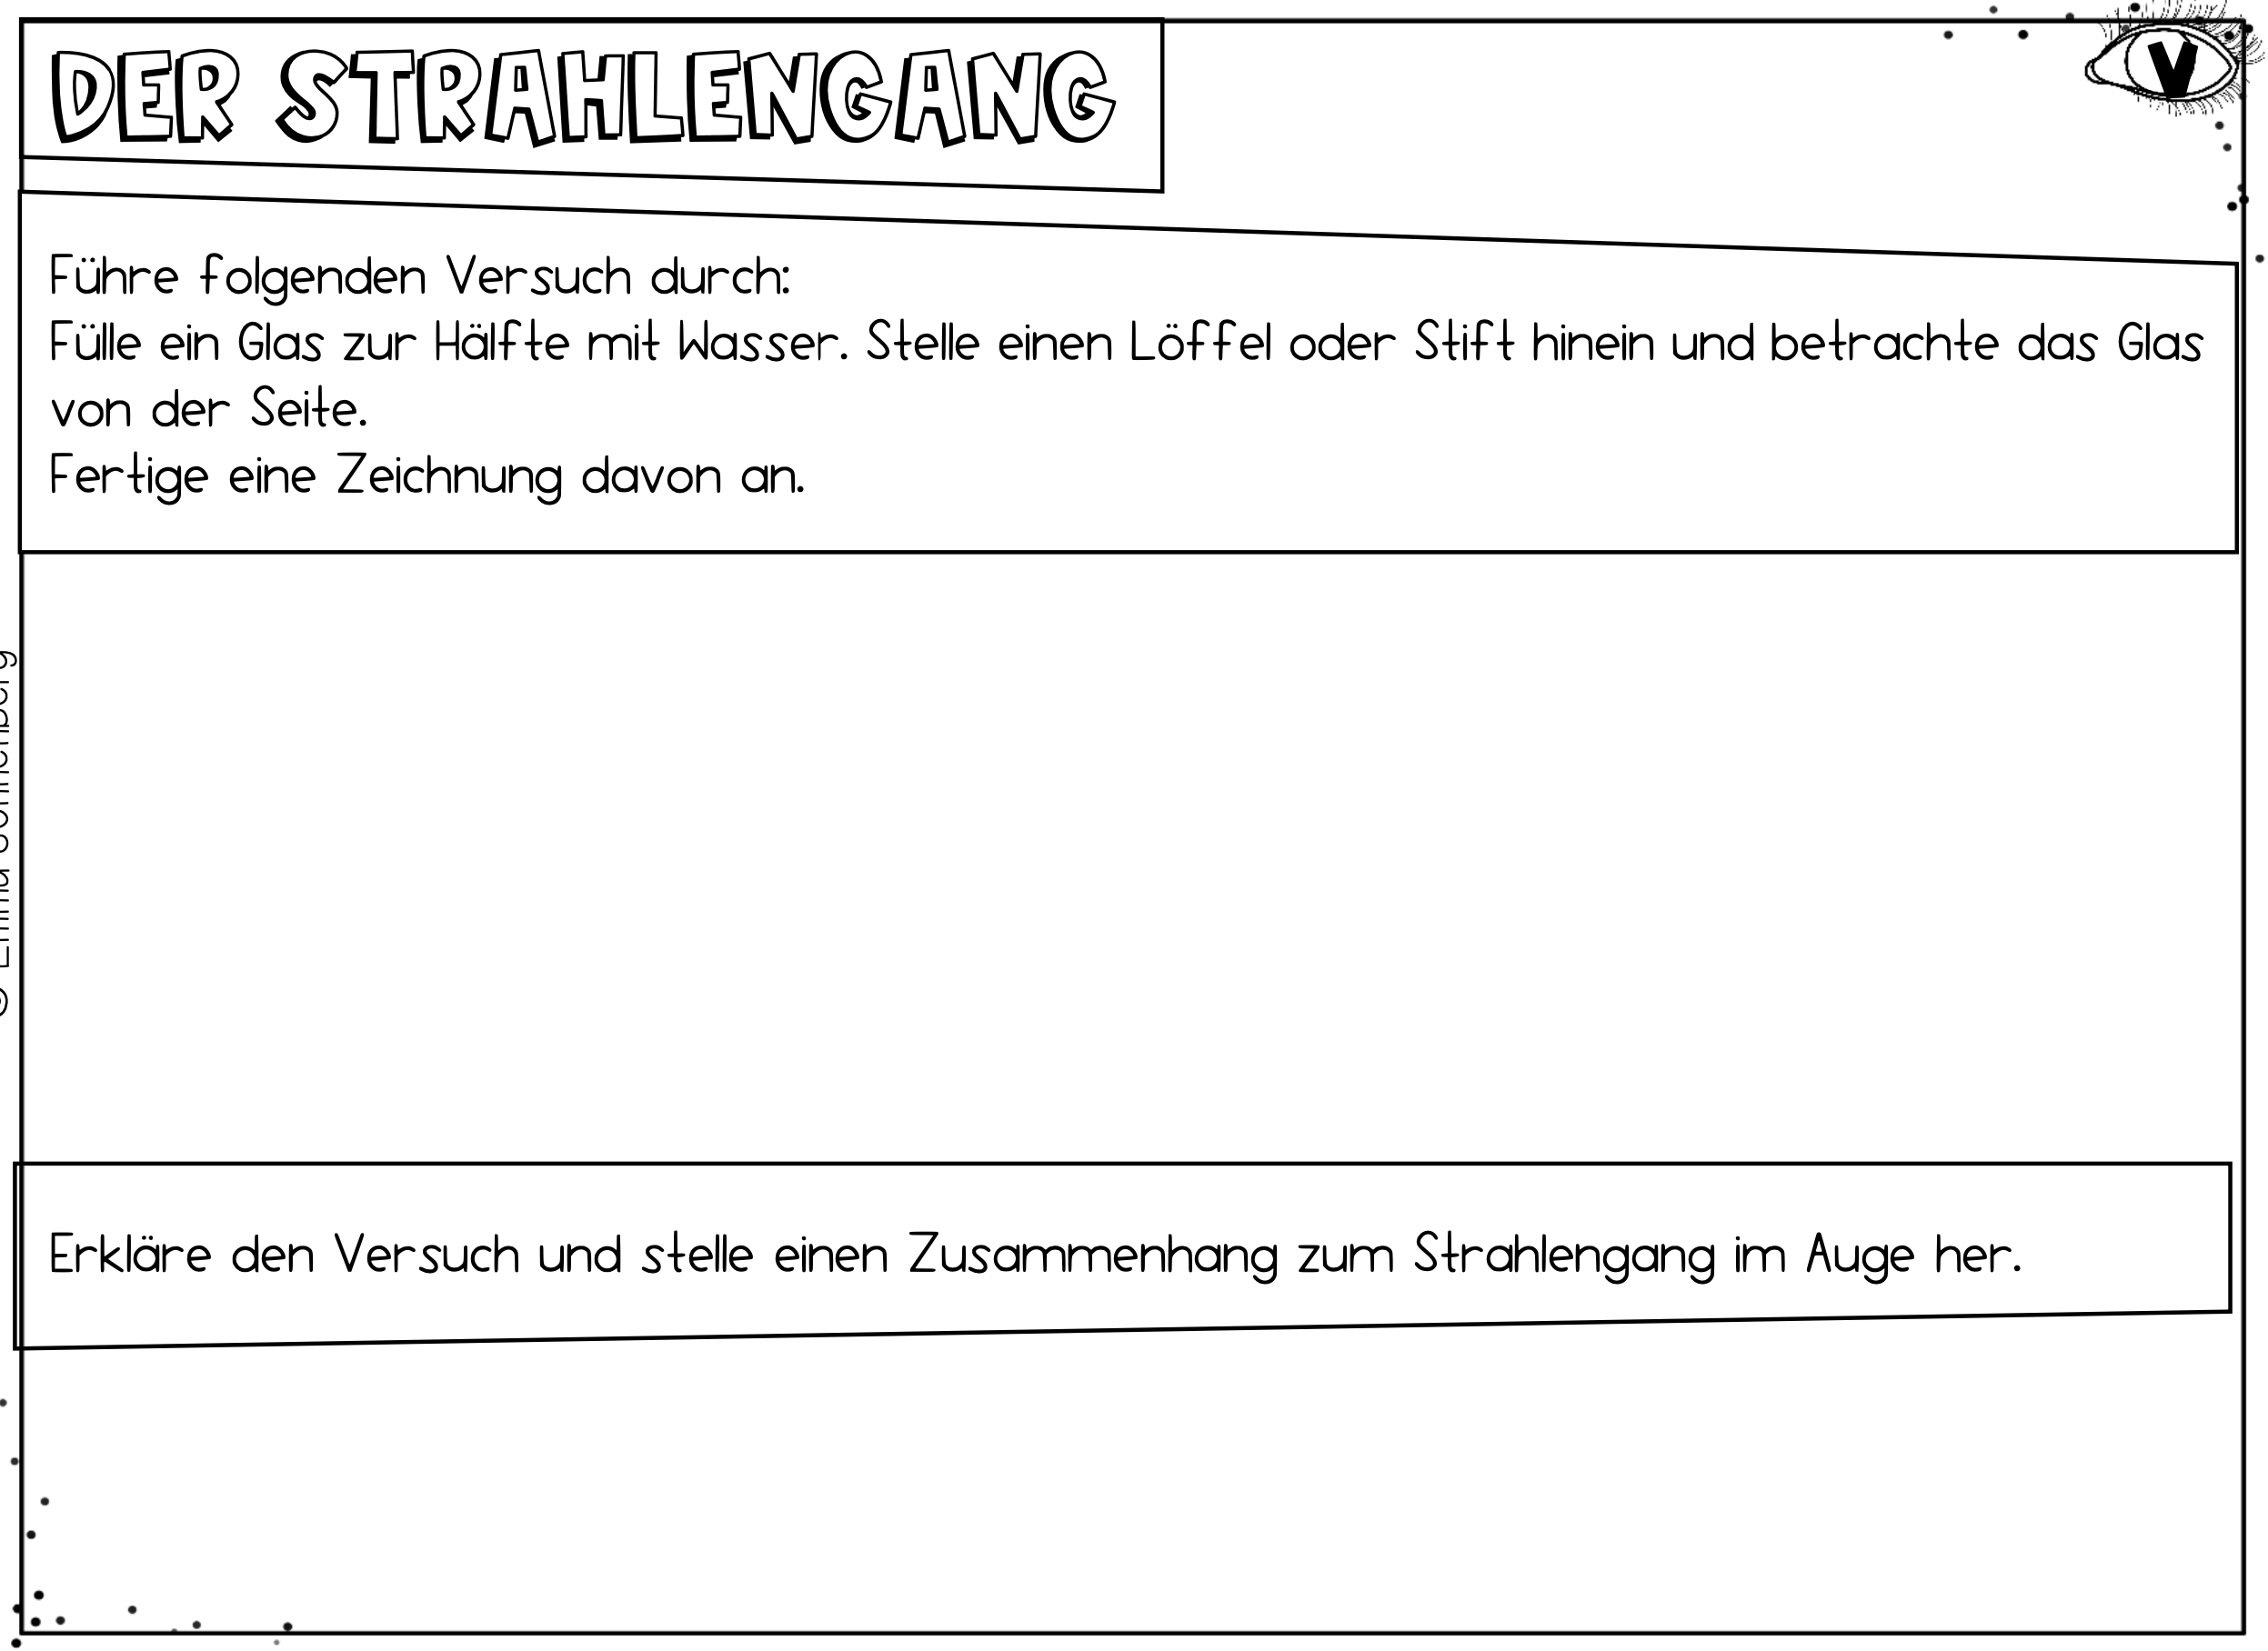 DER STRAHLENGANG
V
Führe folgenden Versuch durch:
Fülle ein Glas zur Hälfte mit Wasser. Stelle einen Löffel oder Stift hinein und betrachte das Glas
von der Seite.
Fertige eine Zeichnung davon an.
Erkläre den Versuch und stelle einen Zusammenhang zum Strahlengang im Auge her.